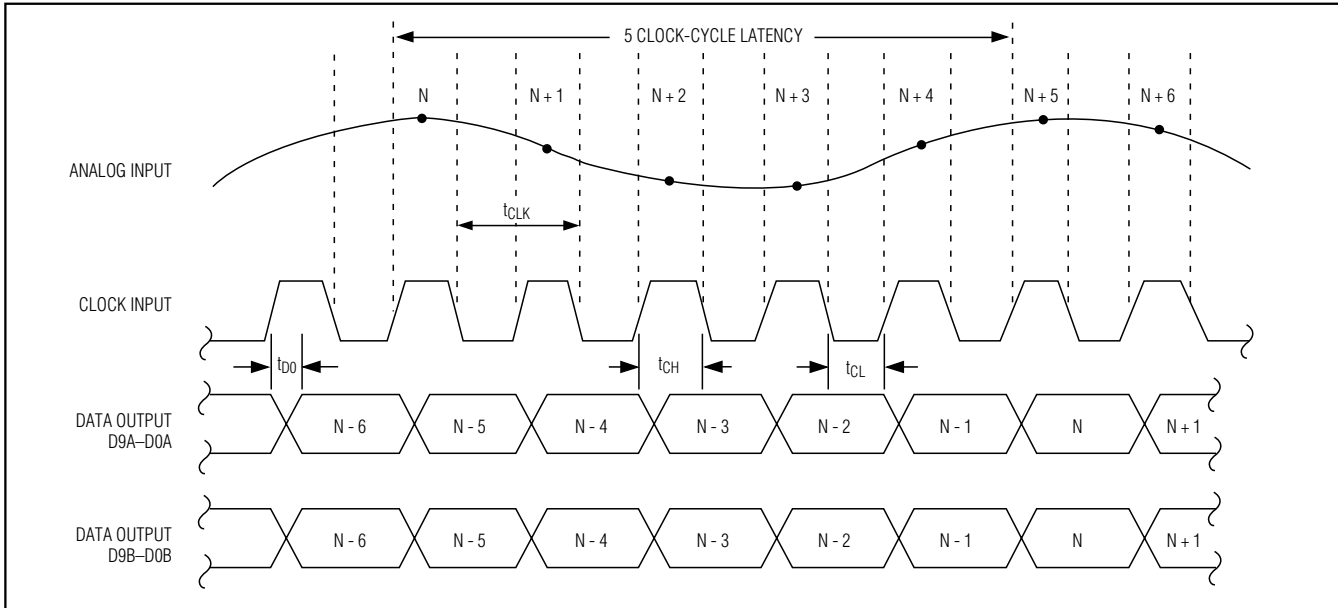 5 CLOCK-CYCLE LATENCY
N N + 1 N + 2 N + 3 N + 4 N + 5 N + 6
ANALOG INPUT
tCLK
CLOCK INPUT
tD0 tCH tCL
DATA OUTPUT
D9A–D0A
N - 6 N - 5 N - 4 N - 3 N - 2 N - 1 N N + 1
DATA OUTPUT
D9B–D0B
N - 6 N - 5 N - 4 N - 3 N - 2 N - 1 N N + 1